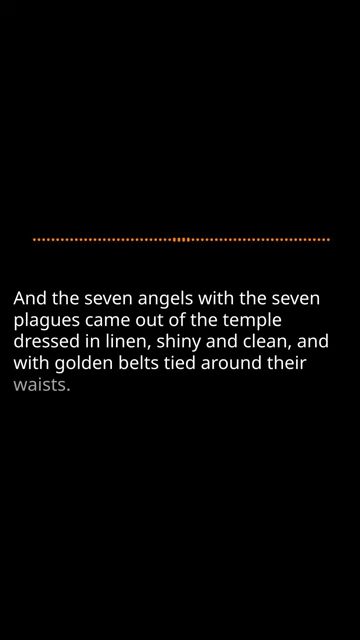 And the seven angels with the seven
plagues came out of the temple
dressed in linen, shiny and clean, and
with golden belts tied around their
waists.